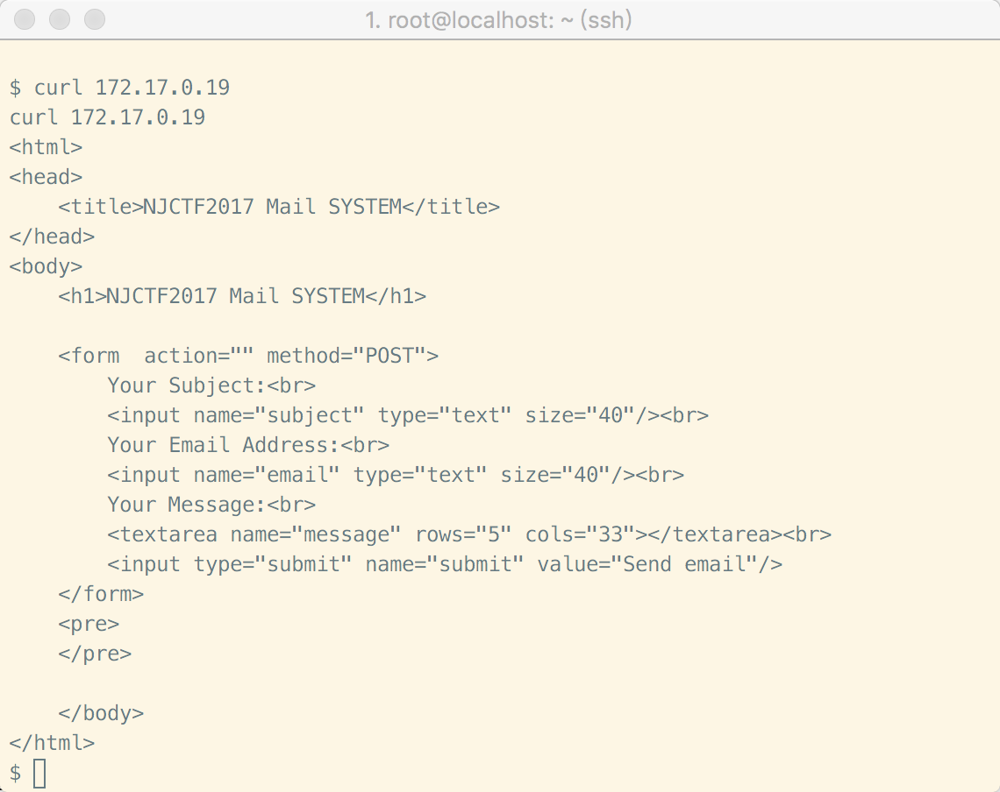 1. root@localhost: ~ (ssh)
$ curl 172.17.0.19
curl 172.17.0.19
<html>
<head>
    <title>NJCTF2017 Mail SYSTEM</title>
</head>
<body>
    <h1>NJCTF2017 Mail SYSTEM</h1>
    <form  action="" method="POST">
        Your Subject:<br>
        <input name="subject" type="text" size="40"/><br>
        Your Email Address:<br>
        <input name="email" type="text" size="40"/><br>
        Your Message:<br>
        <textarea name="message" rows="5" cols="33"></textarea><br>
        <input type="submit" name="submit" value="Send email"/>
    </form>
    <pre>
    </pre>
    </body>
</html>
$